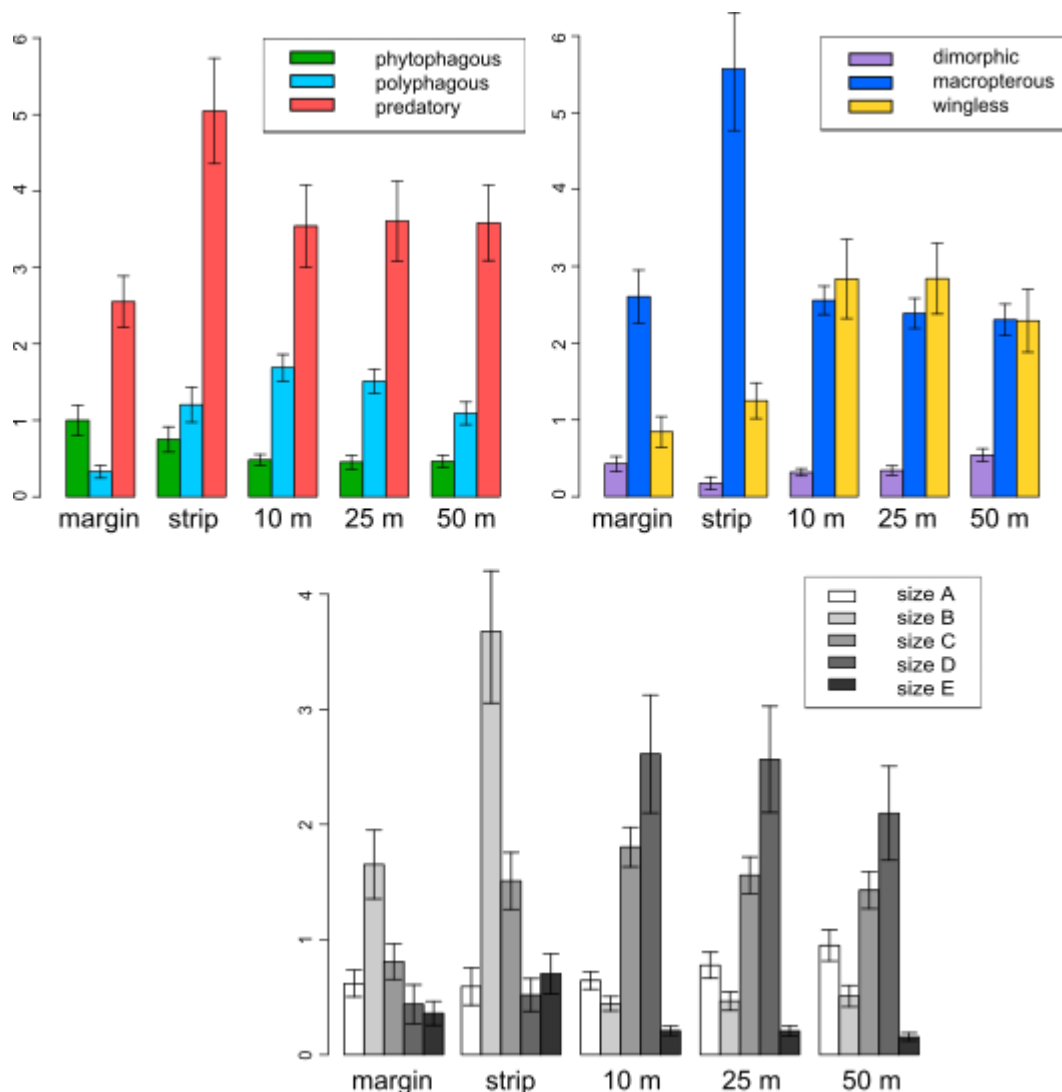 phytophagous
polyphagous
predatory
6
5
4
3
2
1
0
margin strip 10 m 25 m 50 m
dimorphic
macropterous
wingless
6
5
4
3
2
1
0
margin strip 10 m 25 m 50 m
size A
size B
size C
size D
size E
4
3
2
1
0
margin strip 10 m 25 m 50 m